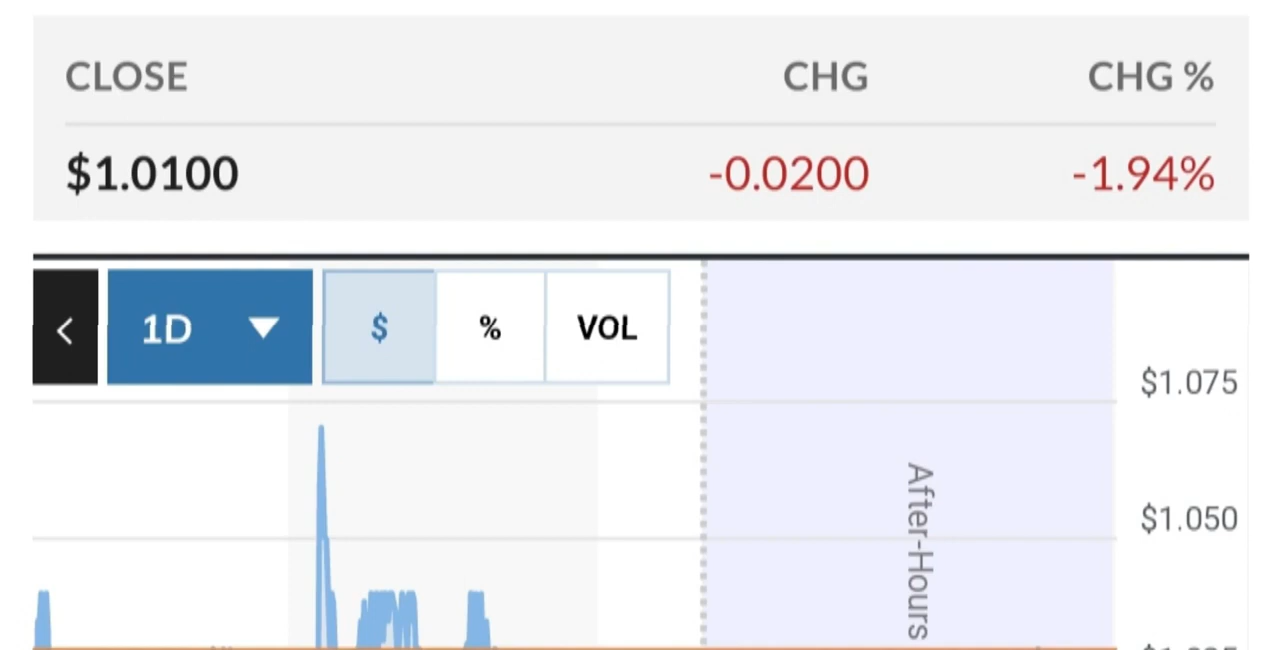 CLOSE CHG CHG %
$1.0100 -0.0200 -1.94%
1D $ % VOL
$1.075
$1.050
After-Hours